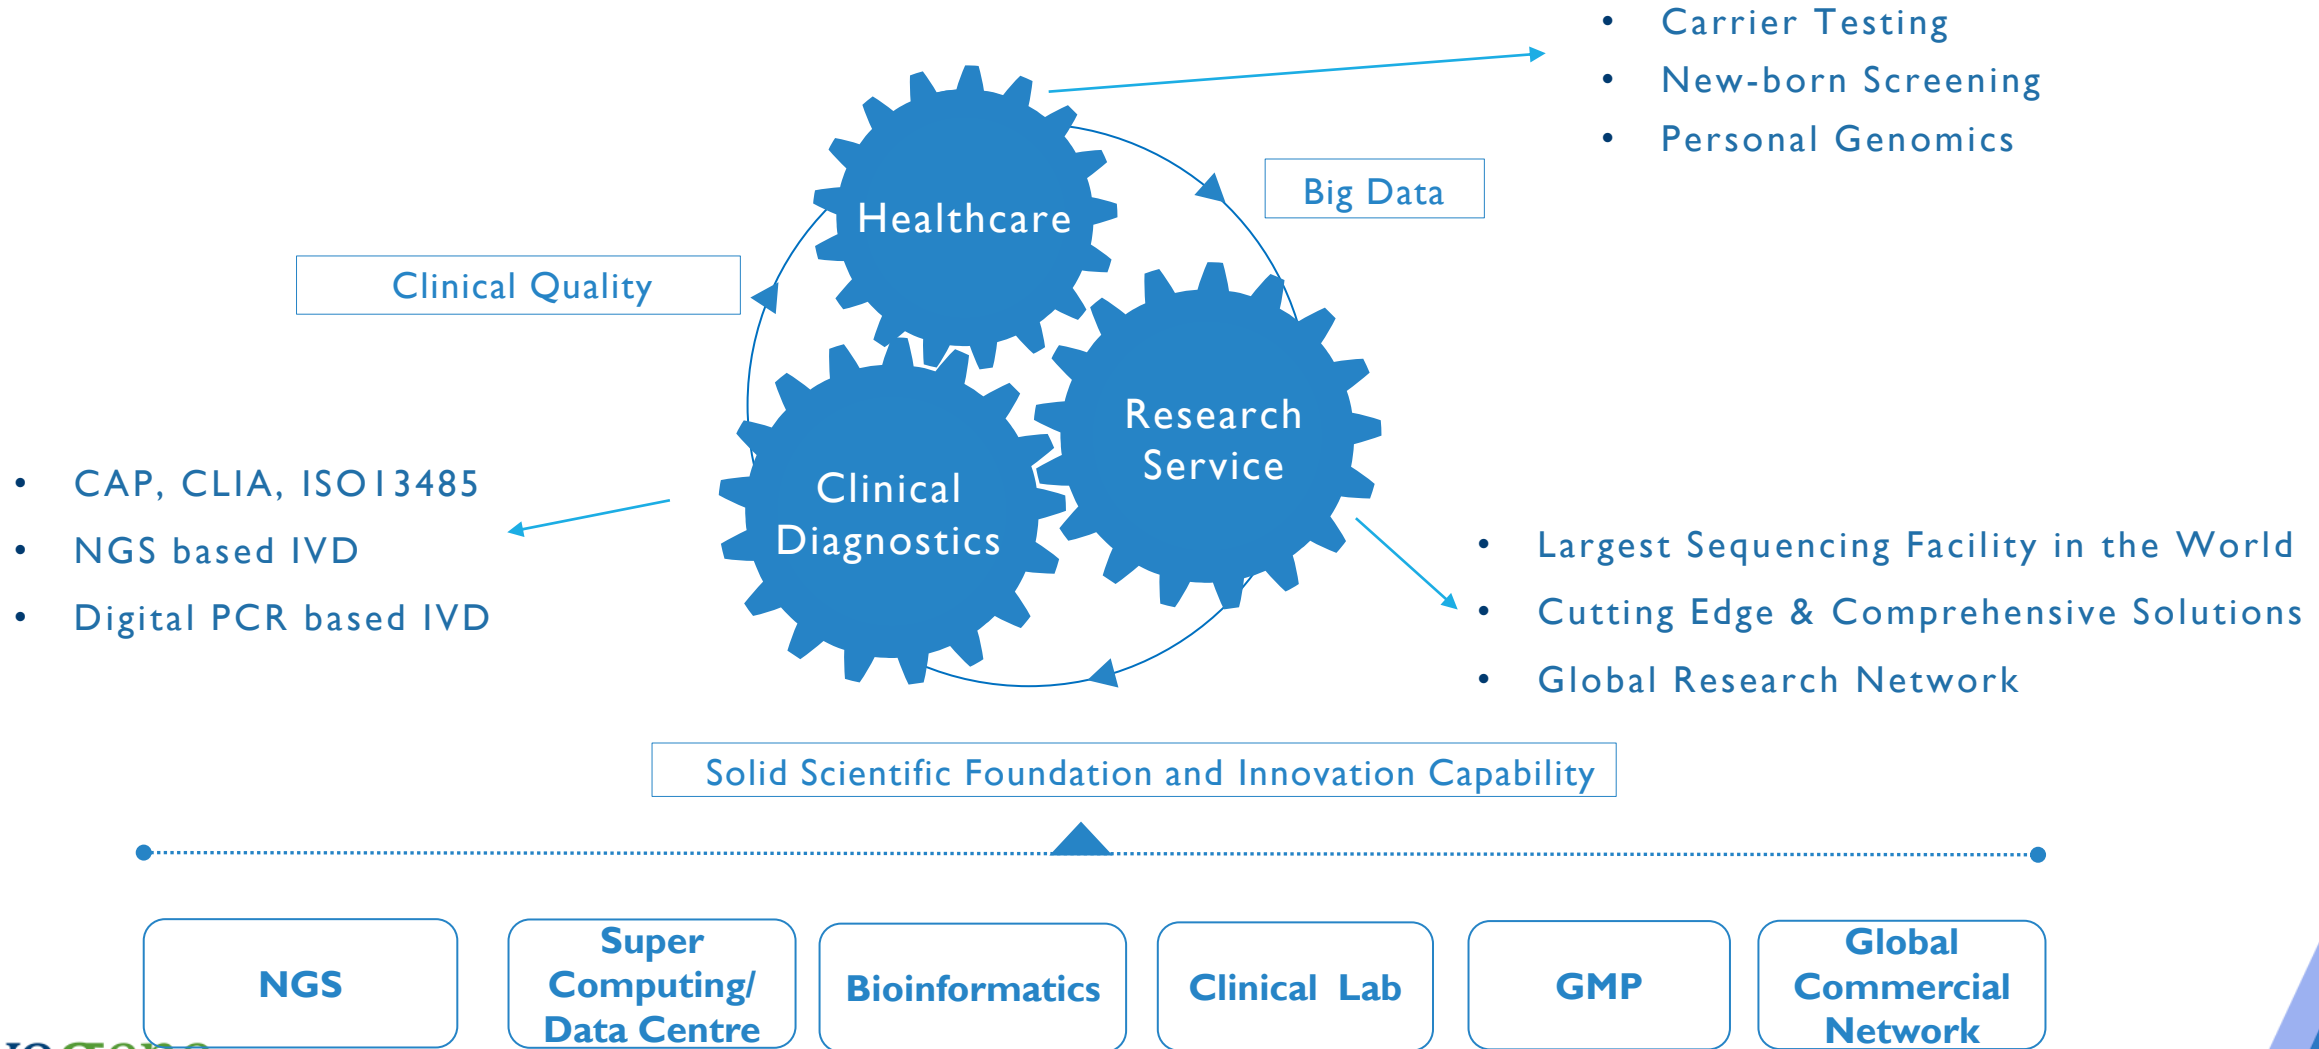 • Carrier Testing
• New-born Screening
• Personal Genomics
Big Data
Healthcare
Clinical Quality
Research
Service
Clinical
Diagnostics
• CAP, CLIA, ISO13485
• NGS based IVD
• Digital PCR based IVD
• Largest Sequencing Facility in the World
• Cutting Edge & Comprehensive Solutions
• Global Research Network
Solid Scientific Foundation and Innovation Capability
NGS
Super
Computing/
Data Centre
Bioinformatics
Clinical Lab
GMP
Global
Commercial
Network